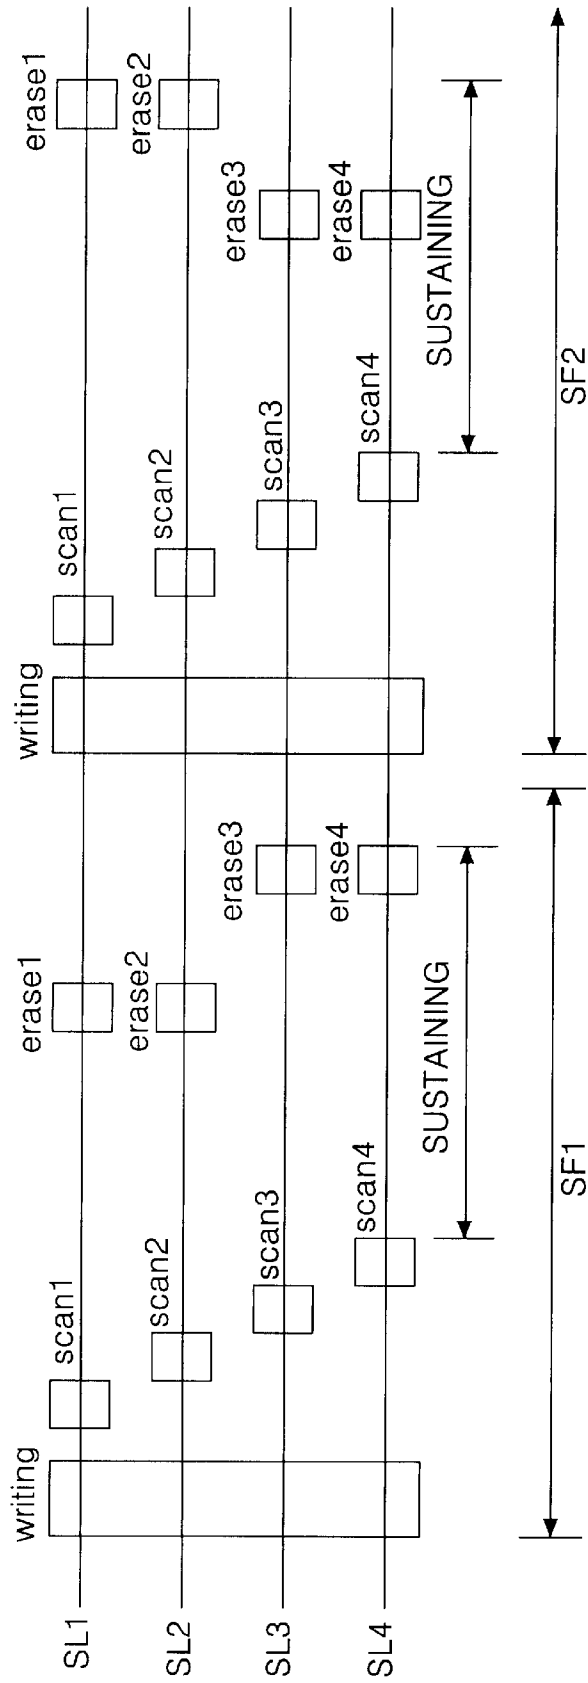 writing erase1 writing erase1
SL1 scan1 scan1
erase2 erase2
SL2 scan2 scan2
erase3 erase3
SL3 scan3 scan3
erase4 erase4
SL4 scan4 scan4
SUSTAINING SUSTAINING
SF1 SF2